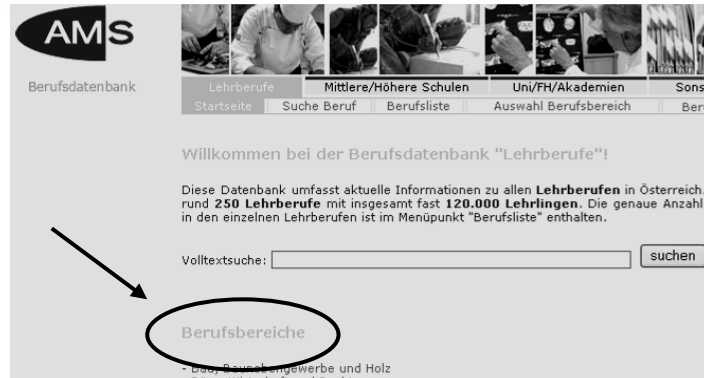 AMS
Berufsdatenbank
Lehrberufe Mittlere/Höhere Schulen Uni/FH/Akademien Sons
Startseite Suche Beruf Berufsliste Auswahl Berufsbereich Ber
Willkommen bei der Berufsdatenbank "Lehrberufe"!
Diese Datenbank umfasst aktuelle Informationen zu allen Lehrberufen in Österreich.
rund 250 Lehrberufe mit insgesamt fast 120.000 Lehrlingen. Die genaue Anzahl
in den einzelnen Lehrberufen ist im Menüpunkt "Berufsliste" enthalten.
Volltextsuche: suchen
Berufsbereiche
- Bau, Baunebengewerbe und Holz